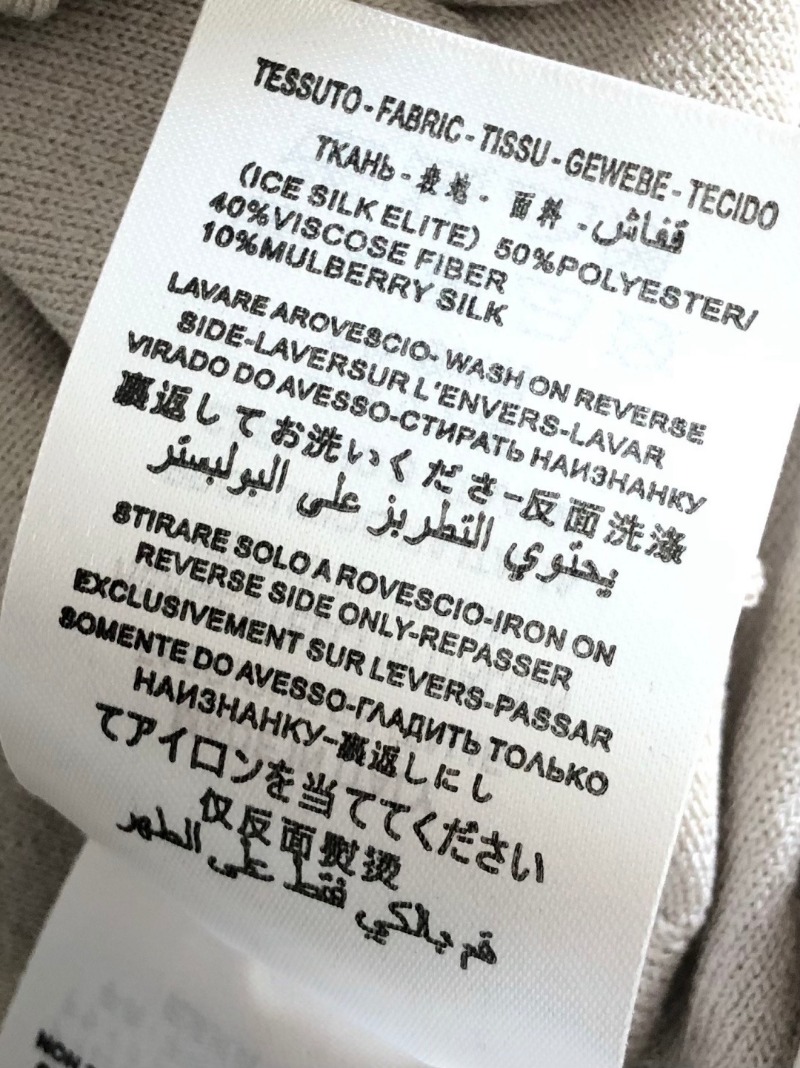 TESSUTO-FABRIC-TISSU-GEWEBE-TECIDO
ТКАНЬ-表地-面料-قفاش
(ICE SILK ELITE) 50%POLYESTER/
40%VISCOSE FIBER
10%MULBERRY SILK
LAVARE AROVESCIO-WASH ON REVERSE
SIDE-LAVERSUR L'ENVERS-LAVAR
VIRADO DO AVESSO-СТИРАТЬ НАИЗНАНКУ
裏返してお洗いくださ-反面洗滌
يحتوي التطريز على البوليستر
STIRARE SOLO A ROVESCIO-IRON ON
REVERSE SIDE ONLY-REPASSER
EXCLUSIVEMENT SUR L'EVERS-PASSAR
SOMENTE DO AVESSO-ГЛАДИТЬ ТОЛЬКО
НАИЗНАНКУ-裏返しにし
てアイロンを当ててください
仅反面熨烫
قم بالكي فقط على الظهر
NON